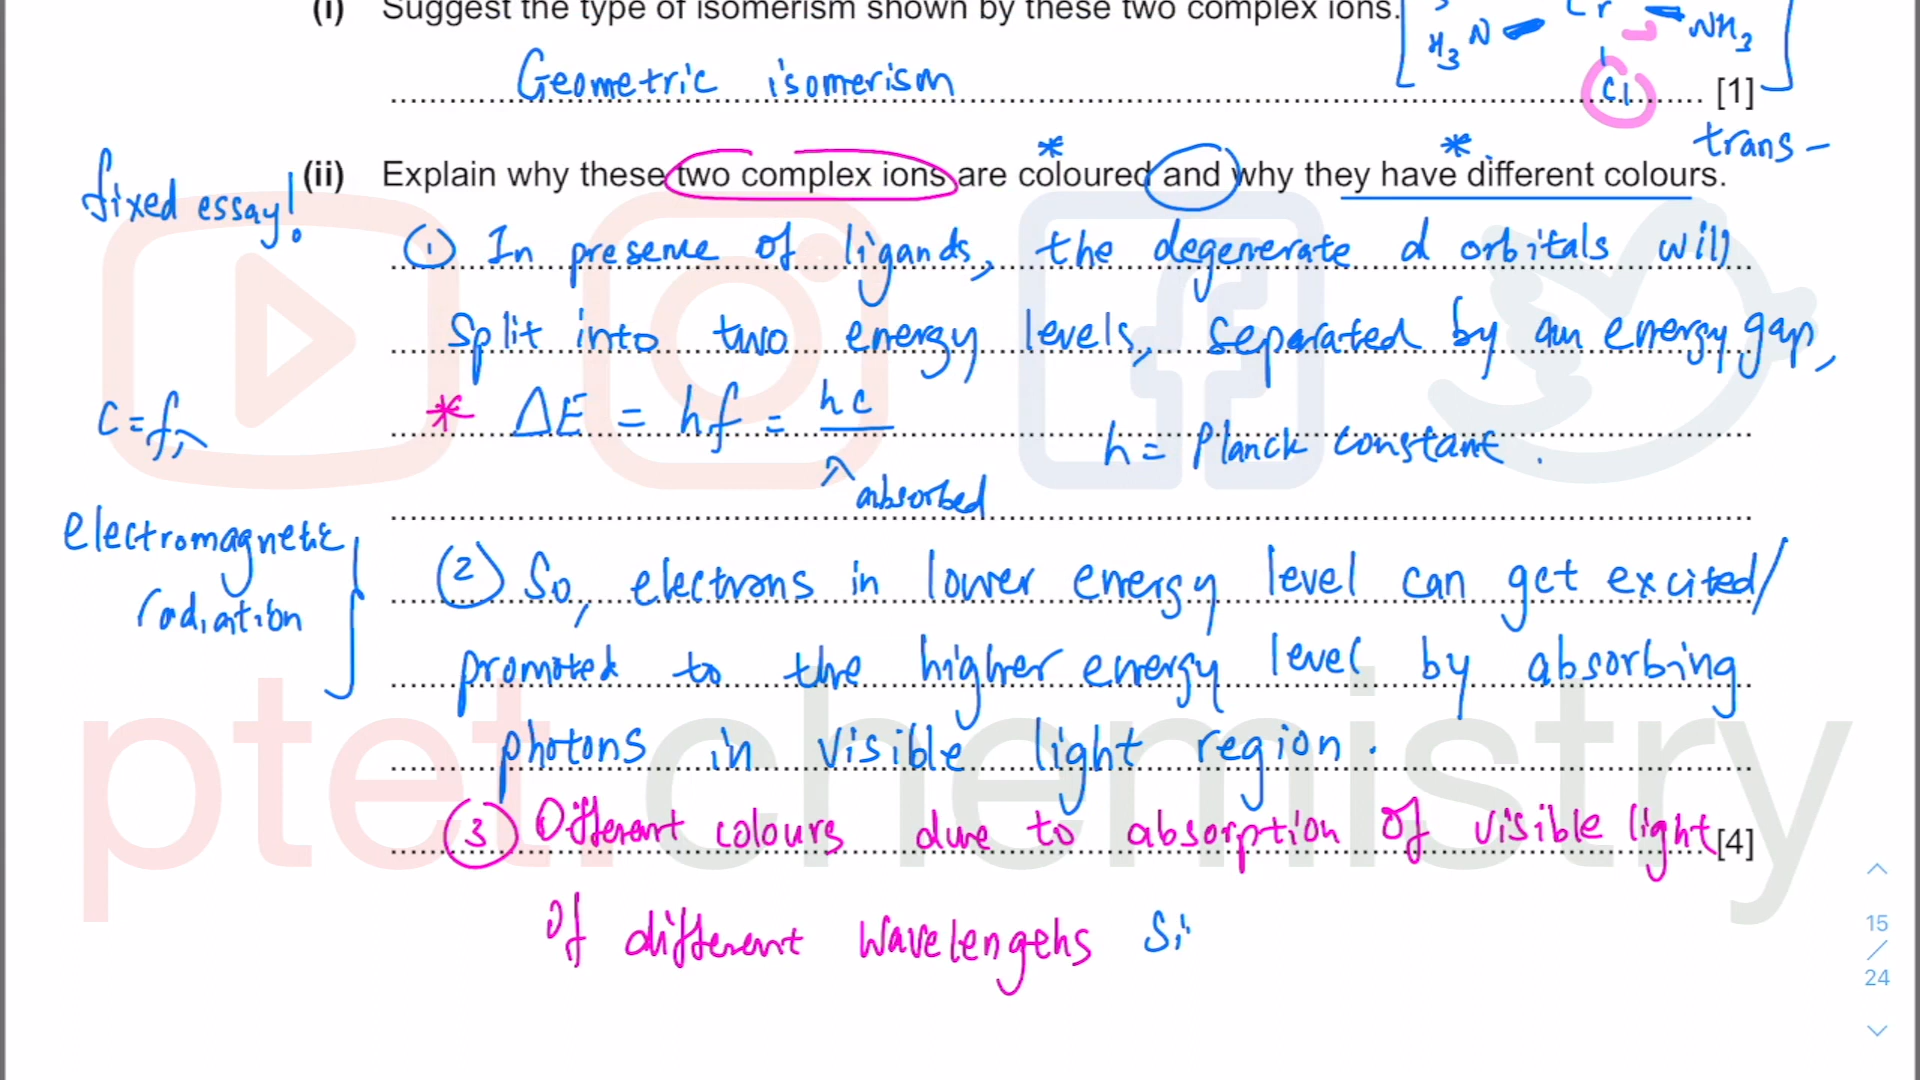 (i) Suggest the type of isomerism shown by these two complex ions.
H3N Cr NH3
Geometric isomerism
Cl [1]
trans -
fixed essay!
(ii) Explain why these two complex ions are coloured and why they have different colours.
① In presence of ligands, the degenerate d orbitals will
split into two energy levels, separated by an energy gap,
c = fλ
* ΔE = hf = hc/λ absorbed h = Planck constant.
electromagnetic
radiation
② So, electrons in lower energy level can get excited/
promoted to the higher energy level by absorbing
photons in visible light region.
③ Different colours due to absorption of visible light [4]
of different wavelengths Si
ptet chemistry
15
/
24